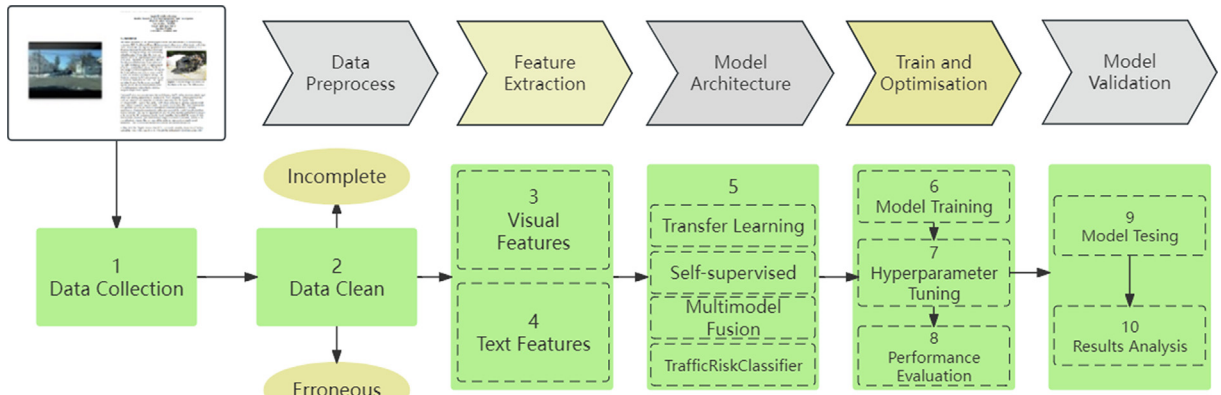 Data
Preprocess
Feature
Extraction
Model
Architecture
Train and
Optimisation
Model
Validation
Incomplete
1
Data Collection
2
Data Clean
Erroneous
3
Visual
Features
4
Text Features
5
Transfer Learning
Self-supervised
Multimodel
Fusion
TrafficRiskClassifier
6
Model Training
7
Hyperparameter
Tuning
8
Performance
Evaluation
9
Model Tesing
10
Results Analysis